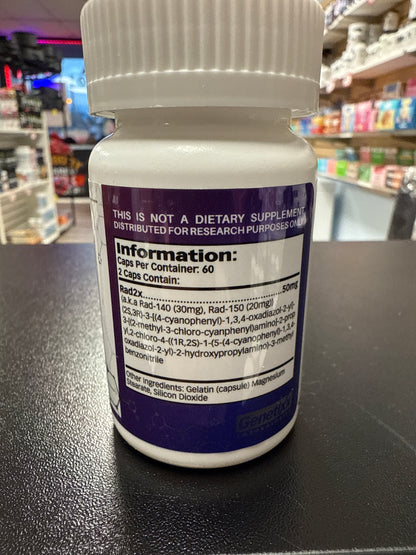 THIS IS NOT A DIETARY SUPPLEMENT
DISTRIBUTED FOR RESEARCH PURPOSES ONLY
Information:
Caps Per Container: 60
2 Caps Contain:
Rad2x..................................50mg
(a.k.a Rad-140 (30mg), Rad-150 (20mg)
(2S,3R)-3-[(4-cyanophenyl)-1,3,4-oxadiazol-2-yl)-
3-[(2-methyl-3-chloro-cyanphenyl)amino]-2-prop
yl,2-chloro-4-((1R,2S)-1-(5-(4-cyanophenyl)-1,3,4-
oxadiazol-2-yl)-2-hydroxypropylamino)-3-methyl
benzonitrile
Other Ingredients: Gelatin (capsule) Magnesium
Stearate, Silicon Dioxide